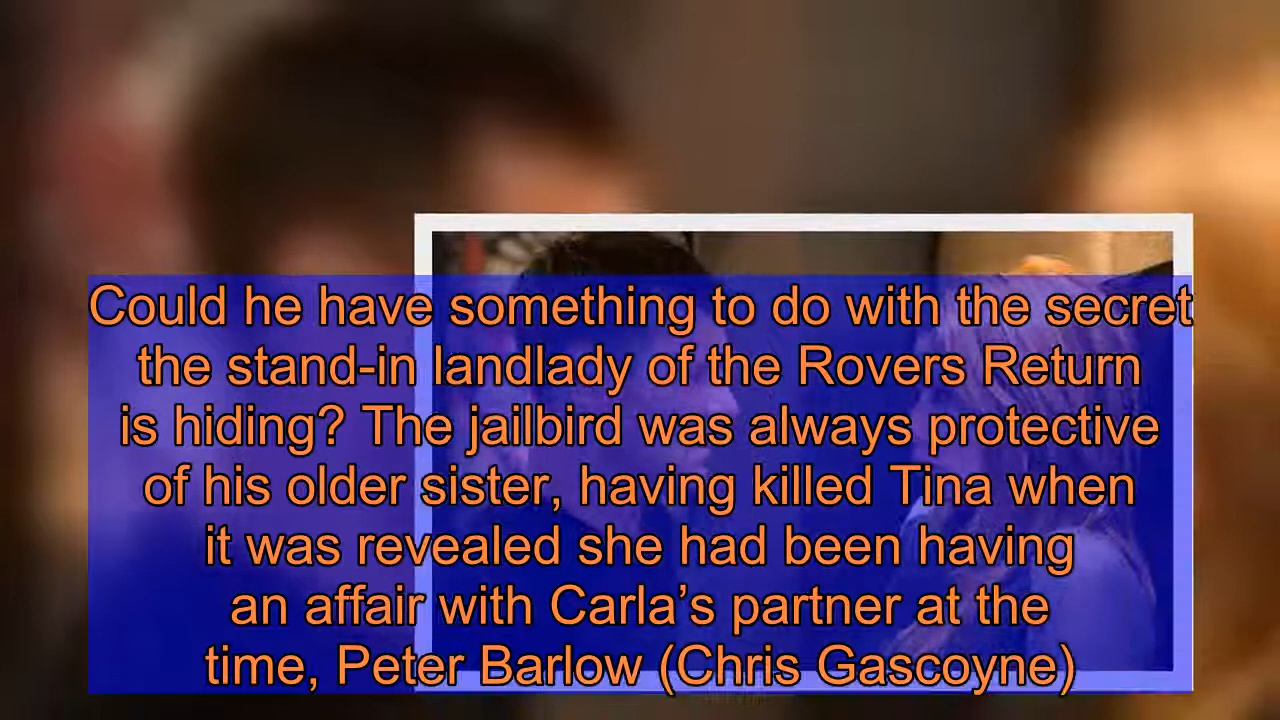 Could he have something to do with the secret
the stand-in landlady of the Rovers Return
is hiding? The jailbird was always protective
of his older sister, having killed Tina when
it was revealed she had been having
an affair with Carla’s partner at the
time, Peter Barlow (Chris Gascoyne)